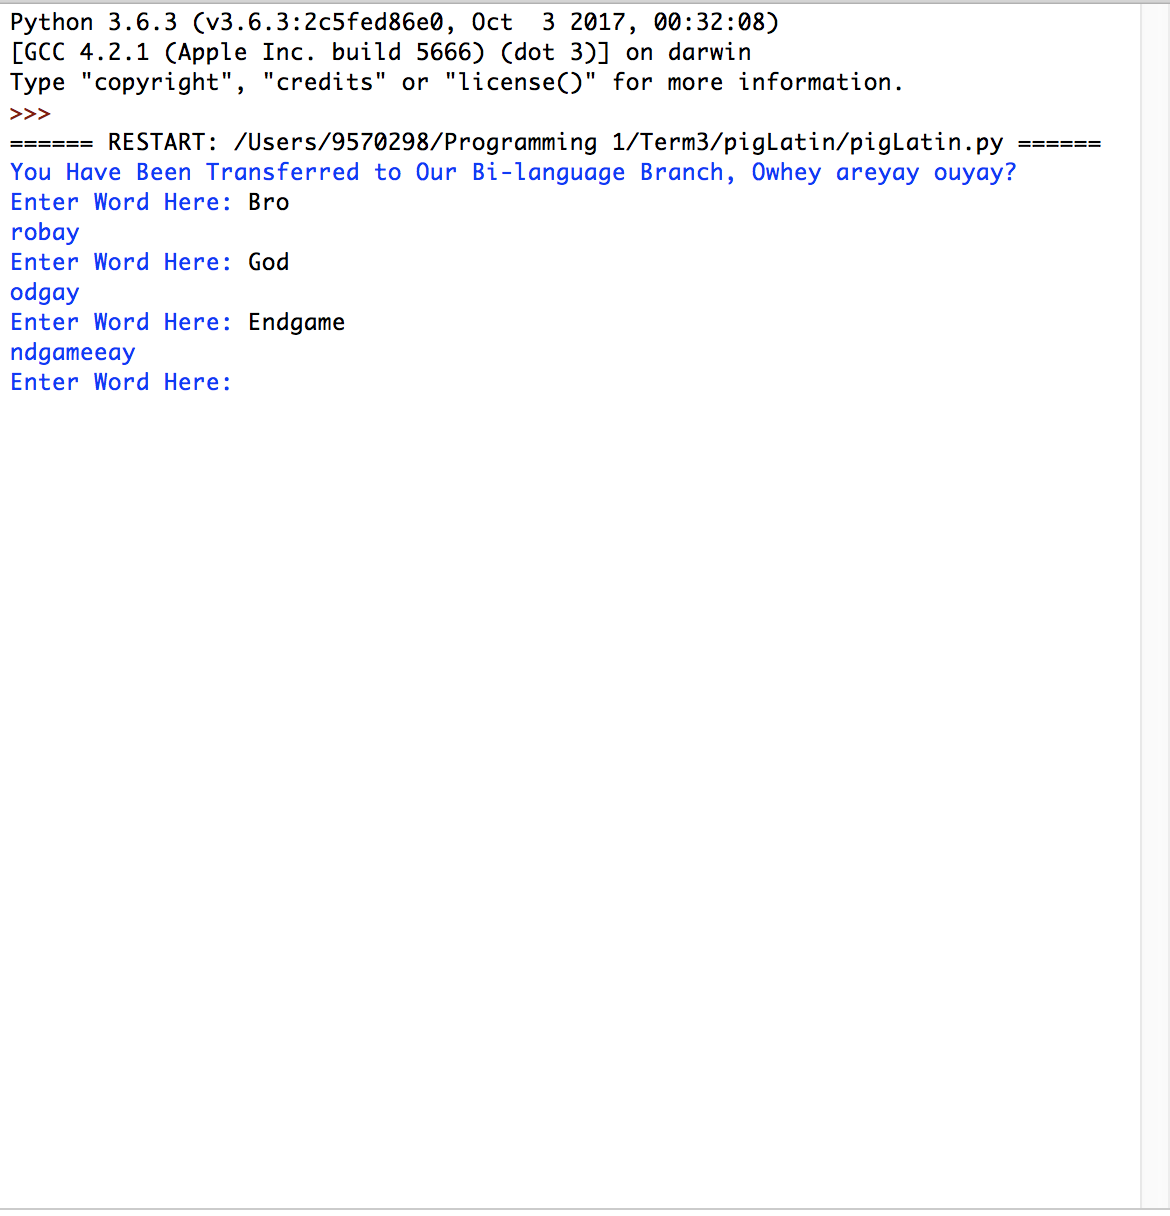 Python 3.6.3 (v3.6.3:2c5fed86e0, Oct  3 2017, 00:32:08)
[GCC 4.2.1 (Apple Inc. build 5666) (dot 3)] on darwin
Type "copyright", "credits" or "license()" for more information.
>>>
====== RESTART: /Users/9570298/Programming 1/Term3/pigLatin/pigLatin.py ======
You Have Been Transferred to Our Bi-language Branch, Owhey areyay ouyay?
Enter Word Here: Bro
robay
Enter Word Here: God
odgay
Enter Word Here: Endgame
ndgameeay
Enter Word Here: